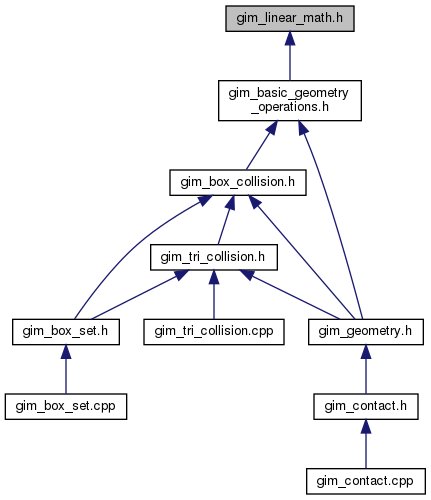 gim_linear_math.h
gim_basic_geometry
_operations.h
gim_box_collision.h
gim_tri_collision.h
gim_box_set.h
gim_tri_collision.cpp
gim_geometry.h
gim_box_set.cpp
gim_contact.h
gim_contact.cpp